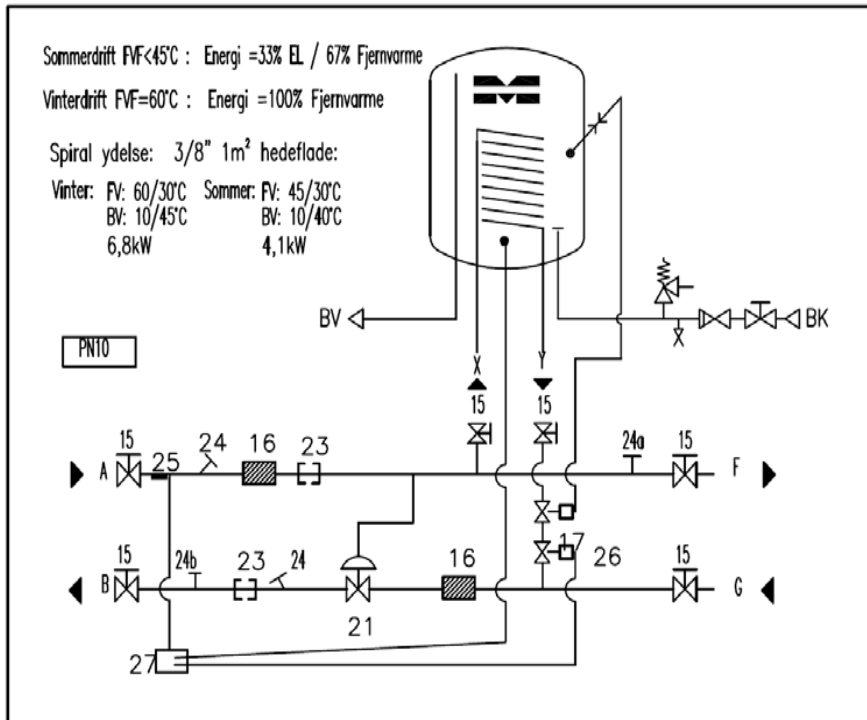 Sommerdrift FVF<45°C : Energi =33% EL / 67% Fjernvarme
Vinterdrift FVF=60°C : Energi =100% Fjernvarme
Spiral ydelse: 3/8" 1m² hedeflade:
Vinter: FV: 60/30°C Sommer: FV: 45/30°C
BV: 10/45°C BV: 10/40°C
6,8kW 4,1kW
BV BK
PN10
X Y
15 15
15 24 16 23 24a 15
A 25 F
17
15 24b 23 24 16 26 15
B G
21
27